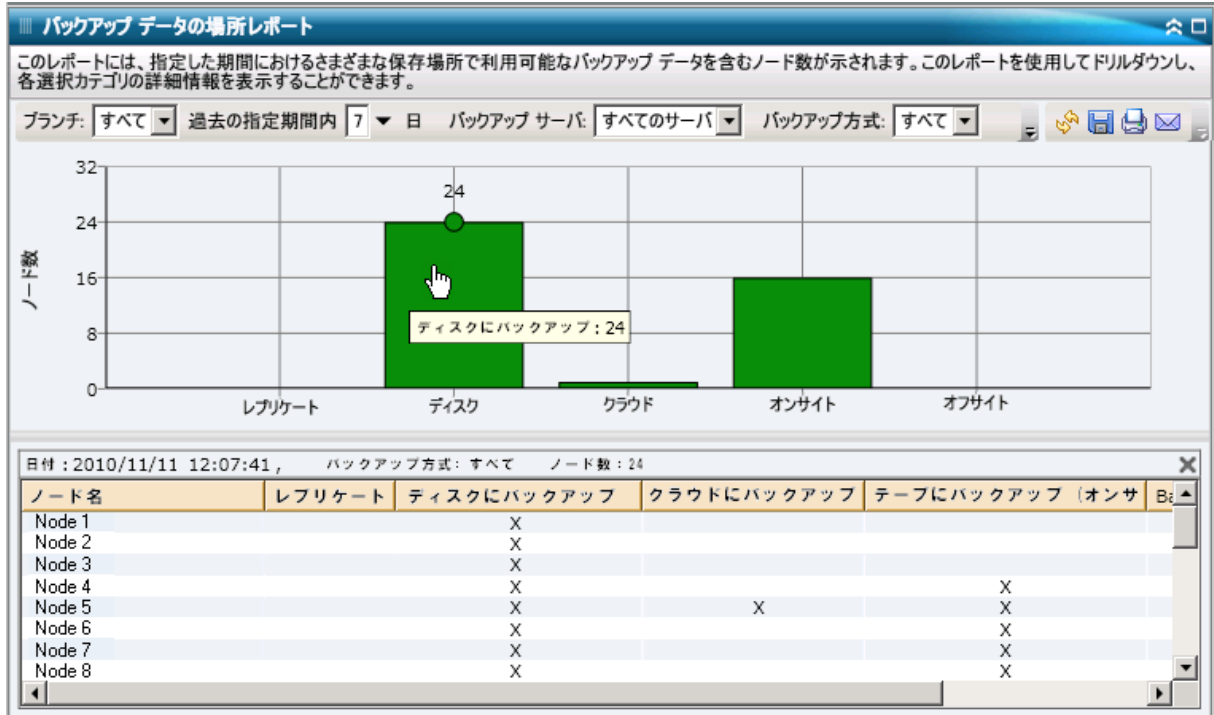 バックアップ データの場所レポート
このレポートには、指定した期間におけるさまざまな保存場所で利用可能なバックアップ データを含むノード数が示されます。このレポートを使用してドリルダウンし、
各選択カテゴリの詳細情報を表示することができます。
ブランチ: すべて 過去の指定期間内 7 日 バックアップ サーバ: すべてのサーバ バックアップ方式: すべて
32
24
24
ノード数
16
ディスクにバックアップ : 24
8
0
レプリケート ディスク クラウド オンサイト オフサイト
日付 : 2010/11/11 12:07:41 , バックアップ方式: すべて ノード数 : 24
ノード名 レプリケート ディスクにバックアップ クラウドにバックアップ テープにバックアップ (オンサ Ba
Node 1 X
Node 2 X
Node 3 X
Node 4 X X
Node 5 X X X
Node 6 X X
Node 7 X X
Node 8 X X